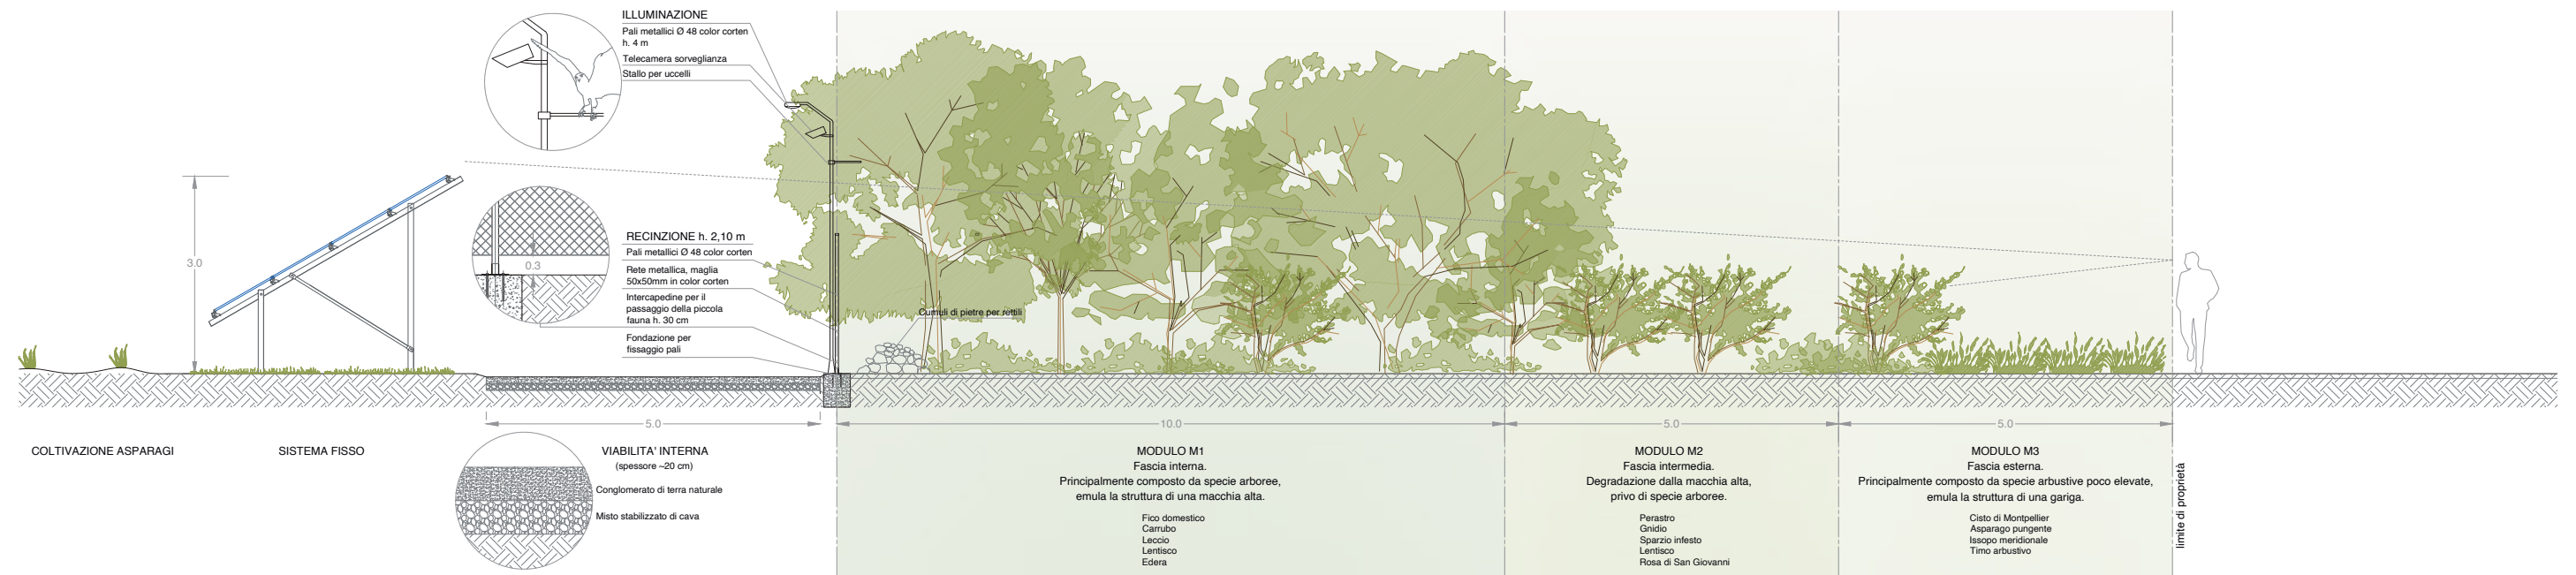 ILLUMINAZIONE
Pali metallici Ø 48 color corten
h. 4 m
Telecamera sorveglianza
Stallo per uccelli
3.0
0.3
RECINZIONE h. 2,10 m
Pali metallici Ø 48 color corten
Rete metallica, maglia
50x50mm in color corten
Intercapedine per il
passaggio della piccola
fauna h. 30 cm
Fondazione per
fissaggio pali
Cumuli di pietre per rettili
5.0
10.0
5.0
5.0
COLTIVAZIONE ASPARAGI
SISTEMA FISSO
VIABILITA' INTERNA
(spessore ~20 cm)
Conglomerato di terra naturale
Misto stabilizzato di cava
MODULO M1
Fascia interna.
Principalmente composto da specie arboree,
emula la struttura di una macchia alta.
Fico domestico
Carrubo
Leccio
Lentisco
Edera
MODULO M2
Fascia intermedia.
Degradazione dalla macchia alta,
privo di specie arboree.
Perastro
Gnidio
Sparzio infesto
Lentisco
Rosa di San Giovanni
MODULO M3
Fascia esterna.
Principalmente composto da specie arbustive poco elevate,
emula la struttura di una gariga.
Cisto di Montpellier
Asparago pungente
Issopo meridionale
Timo arbustivo
limite di proprietà